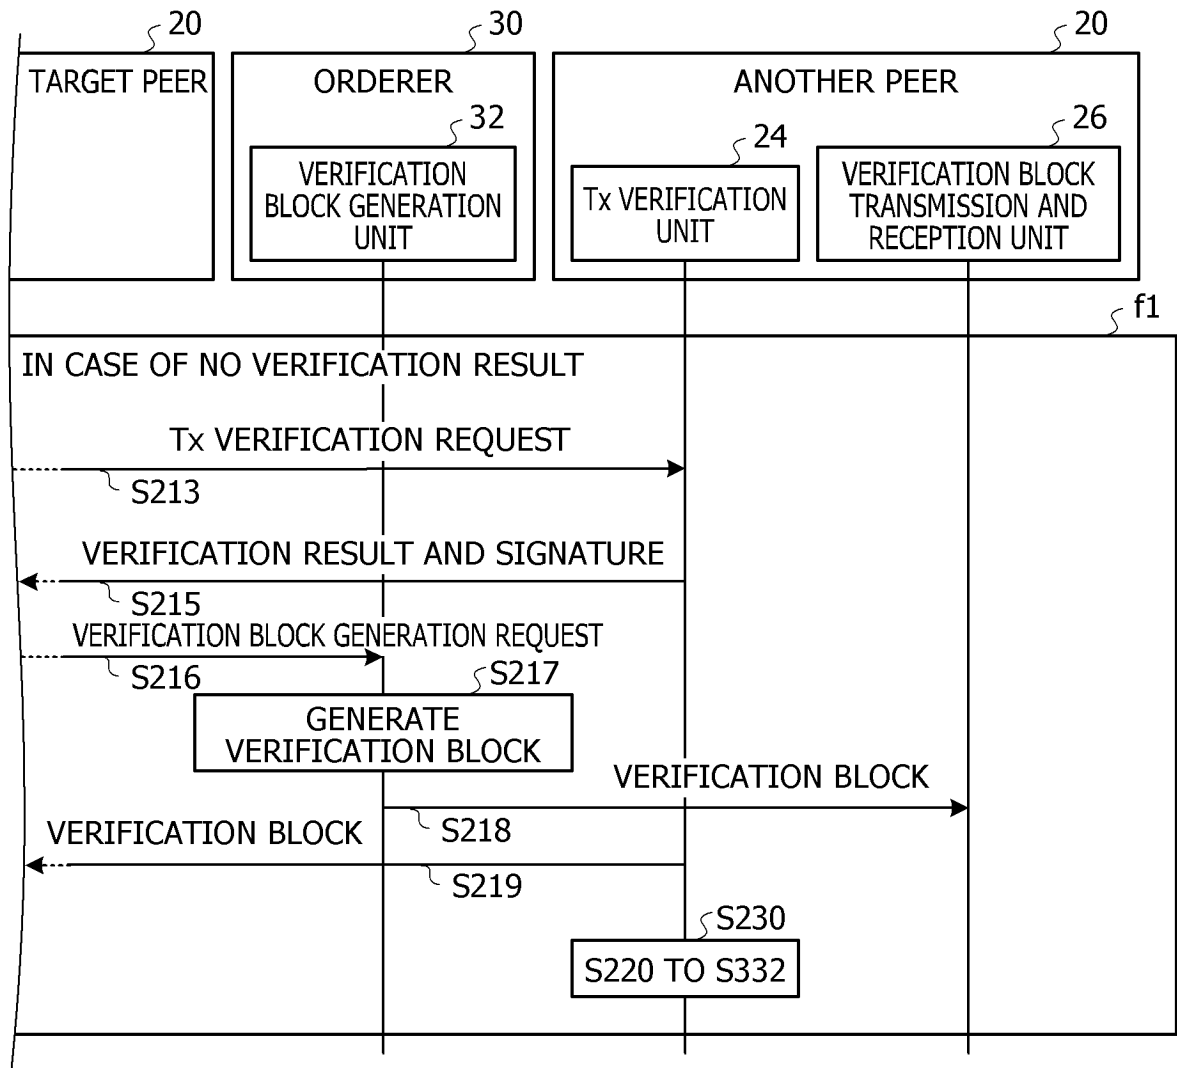 20
30
20
TARGET PEER
ORDERER
ANOTHER PEER
32
24
26
VERIFICATION
BLOCK GENERATION
UNIT
Tx VERIFICATION
UNIT
VERIFICATION BLOCK
TRANSMISSION AND
RECEPTION UNIT
f1
IN CASE OF NO VERIFICATION RESULT
Tx VERIFICATION REQUEST
S213
VERIFICATION RESULT AND SIGNATURE
S215
VERIFICATION BLOCK GENERATION REQUEST
S216
S217
GENERATE
VERIFICATION BLOCK
VERIFICATION BLOCK
S218
VERIFICATION BLOCK
S219
S230
S220 TO S332